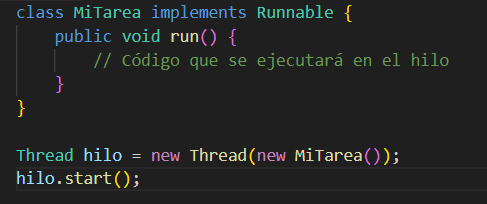 class MiTarea implements Runnable {
    public void run() {
        // Código que se ejecutará en el hilo
    }
}

Thread hilo = new Thread(new MiTarea());
hilo.start();